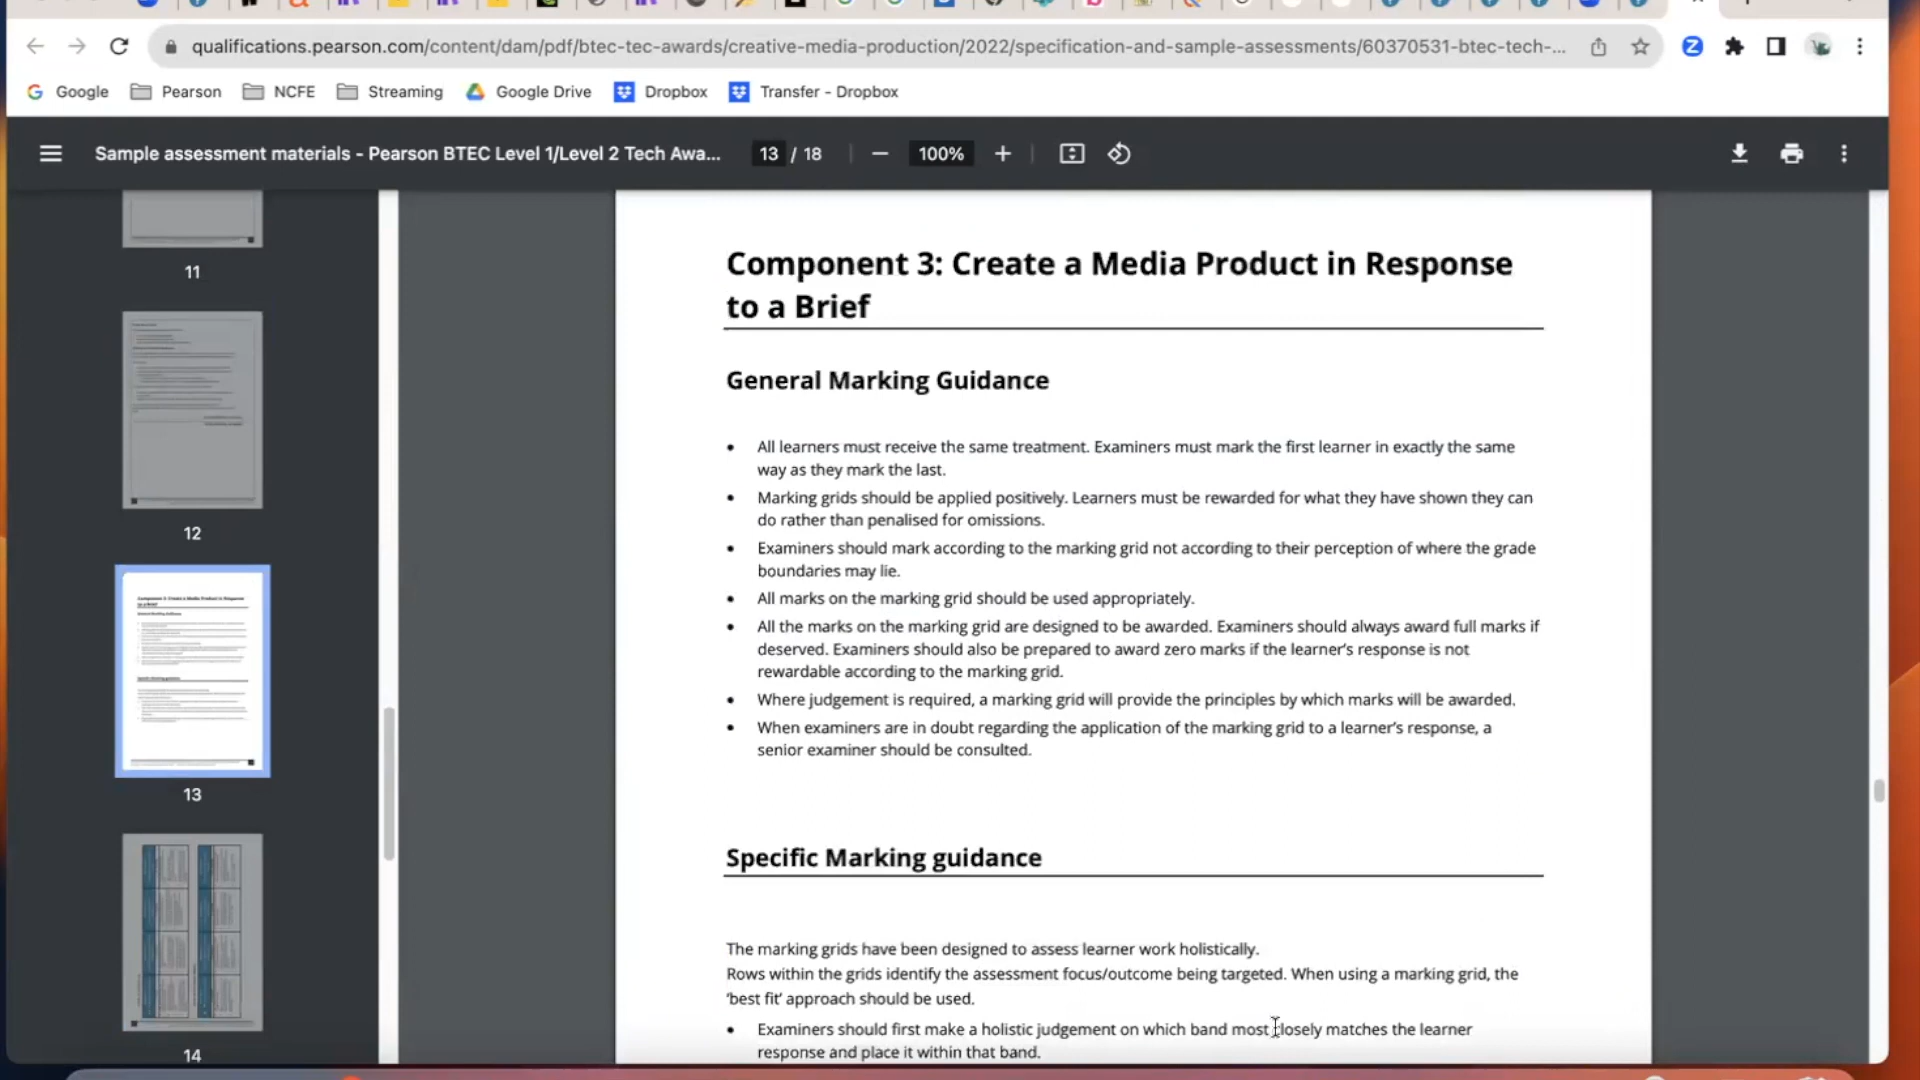 qualifications.pearson.com/content/dam/pdf/btec-tec-awards/creative-media-production/2022/specification-and-sample-assessments/60370531-btec-tech-...
Google Pearson NCFE Streaming Google Drive Dropbox Transfer - Dropbox
Sample assessment materials - Pearson BTEC Level 1/Level 2 Tech Awa... 13 / 18 100%
11
12
13
14
Component 3: Create a Media Product in Response
to a Brief
General Marking Guidance
• All learners must receive the same treatment. Examiners must mark the first learner in exactly the same
way as they mark the last.
• Marking grids should be applied positively. Learners must be rewarded for what they have shown they can
do rather than penalised for omissions.
• Examiners should mark according to the marking grid not according to their perception of where the grade
boundaries may lie.
• All marks on the marking grid should be used appropriately.
• All the marks on the marking grid are designed to be awarded. Examiners should always award full marks if
deserved. Examiners should also be prepared to award zero marks if the learner’s response is not
rewardable according to the marking grid.
• Where judgement is required, a marking grid will provide the principles by which marks will be awarded.
• When examiners are in doubt regarding the application of the marking grid to a learner’s response, a
senior examiner should be consulted.
Specific Marking guidance
The marking grids have been designed to assess learner work holistically.
Rows within the grids identify the assessment focus/outcome being targeted. When using a marking grid, the
‘best fit’ approach should be used.
• Examiners should first make a holistic judgement on which band most closely matches the learner
response and place it within that band.